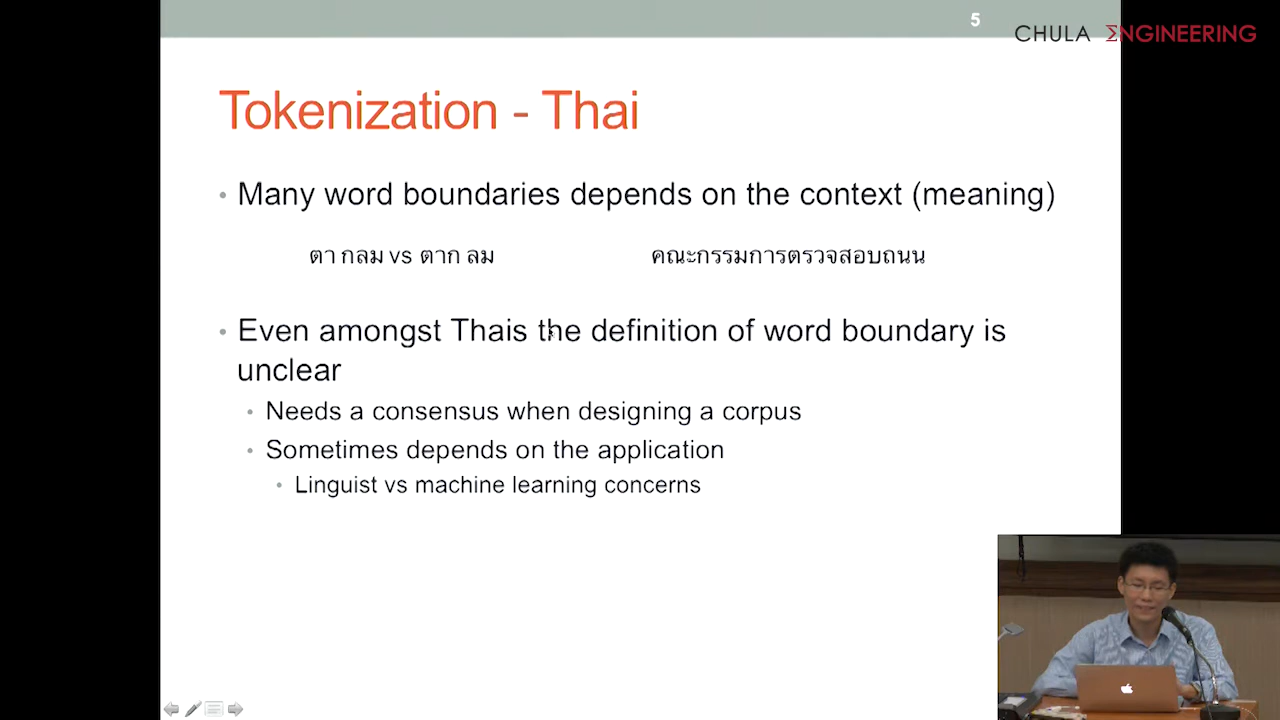 5
CHULA ΣNGINEERING
Tokenization - Thai
• Many word boundaries depends on the context (meaning)
ตา กลม vs ตาก ลม
คณะกรรมการตรวจสอบถนน
• Even amongst Thais the definition of word boundary is
unclear
• Needs a consensus when designing a corpus
• Sometimes depends on the application
• Linguist vs machine learning concerns